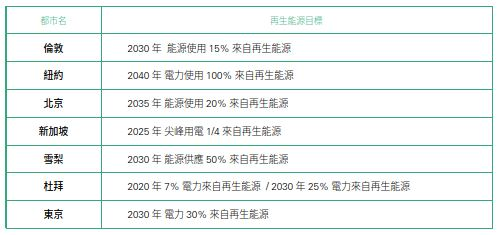 都市名 再生能源目標
倫敦 2030 年 能源使用 15% 來自再生能源
紐約 2040 年 電力使用 100% 來自再生能源
北京 2035 年 能源使用 20% 來自再生能源
新加坡 2025 年 尖峰用電 1/4 來自再生能源
雪梨 2030 年 能源供應 50% 來自再生能源
杜拜 2020 年 7% 電力來自再生能源 / 2030 年 25% 電力來自再生能源
東京 2030 年 電力 30% 來自再生能源